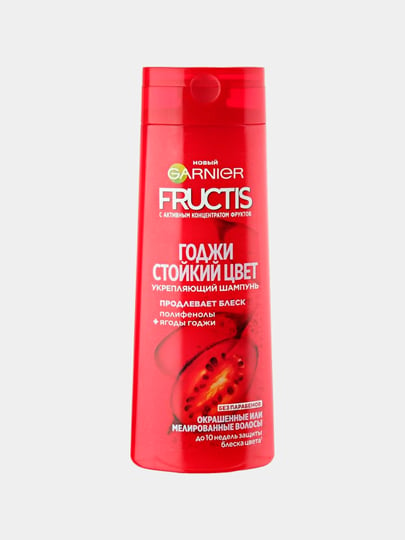 НОВЫЙ
GARNIER
FRUCTIS
С АКТИВНЫМ КОНЦЕНТРАТОМ ФРУКТОВ
ГОДЖИ
СТОЙКИЙ ЦВЕТ
УКРЕПЛЯЮЩИЙ ШАМПУНЬ
ПРОДЛЕВАЕТ БЛЕСК
ПОЛИФЕНОЛЫ
+ ЯГОДЫ ГОДЖИ
БЕЗ ПАРАБЕНОВ
ОКРАШЕННЫЕ ИЛИ
МЕЛИРОВАННЫЕ ВОЛОСЫ
ДО 10 НЕДЕЛЬ ЗАЩИТЫ
БЛЕСКА ЦВЕТА¹